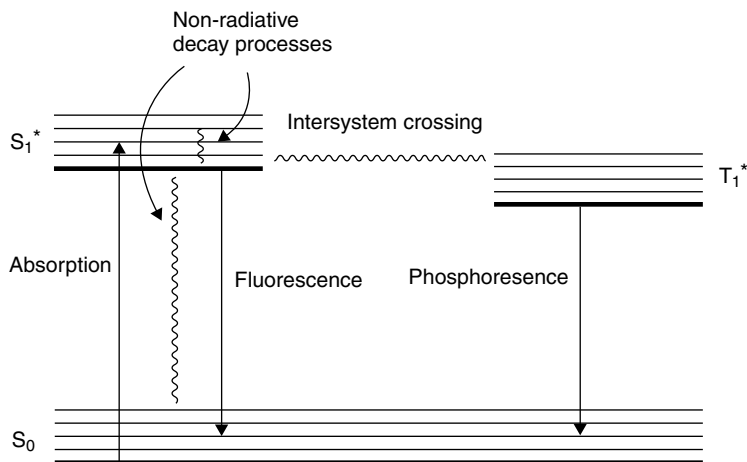 Non-radiative
decay processes
Intersystem crossing
S₁*
T₁*
Absorption
Fluorescence
Phosphoresence
S₀